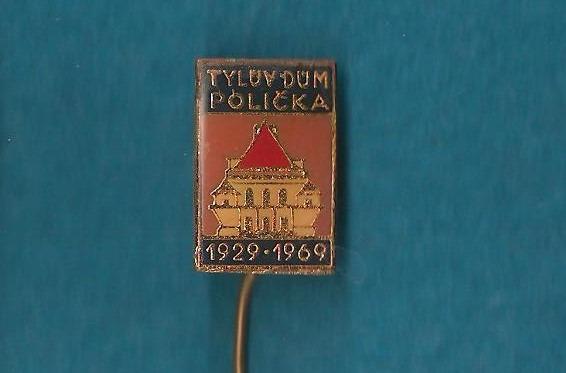 TYLŮV DŮM
POLIČKA
1929 · 1969